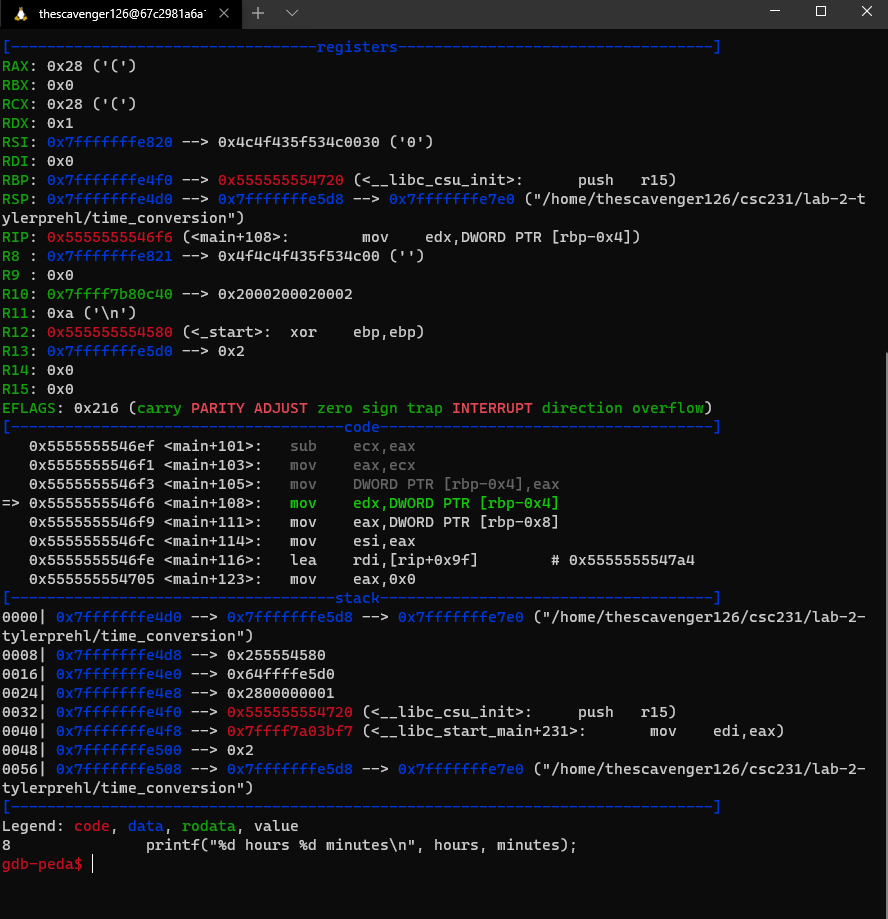 thescavenger126@67c2981a6a
[----------------------------------registers-----------------------------------]
RAX: 0x28 ('(')
RBX: 0x0
RCX: 0x28 ('(')
RDX: 0x1
RSI: 0x7fffffffe820 --> 0x4c4f435f534c0030 ('0')
RDI: 0x0
RBP: 0x7fffffffe4f0 --> 0x555555554720 (<__libc_csu_init>:      push   r15)
RSP: 0x7fffffffe4d0 --> 0x7fffffffe5d8 --> 0x7fffffffe7e0 ("/home/thescavenger126/csc231/lab-2-t
ylerprehl/time_conversion")
RIP: 0x5555555546f6 (<main+108>:        mov    edx,DWORD PTR [rbp-0x4])
R8 : 0x7fffffffe821 --> 0x4f4c4f435f534c00 ('')
R9 : 0x0
R10: 0x7ffff7b80c40 --> 0x2000200020002
R11: 0xa ('\n')
R12: 0x555555554580 (<_start>:  xor    ebp,ebp)
R13: 0x7fffffffe5d0 --> 0x2
R14: 0x0
R15: 0x0
EFLAGS: 0x216 (carry PARITY ADJUST zero sign trap INTERRUPT direction overflow)
[-------------------------------------code-------------------------------------]
   0x5555555546ef <main+101>:   sub    ecx,eax
   0x5555555546f1 <main+103>:   mov    eax,ecx
   0x5555555546f3 <main+105>:   mov    DWORD PTR [rbp-0x4],eax
=> 0x5555555546f6 <main+108>:   mov    edx,DWORD PTR [rbp-0x4]
   0x5555555546f9 <main+111>:   mov    eax,DWORD PTR [rbp-0x8]
   0x5555555546fc <main+114>:   mov    esi,eax
   0x5555555546fe <main+116>:   lea    rdi,[rip+0x9f]        # 0x5555555547a4
   0x555555554705 <main+123>:   mov    eax,0x0
[------------------------------------stack-------------------------------------]
0000| 0x7fffffffe4d0 --> 0x7fffffffe5d8 --> 0x7fffffffe7e0 ("/home/thescavenger126/csc231/lab-2-
tylerprehl/time_conversion")
0008| 0x7fffffffe4d8 --> 0x255554580
0016| 0x7fffffffe4e0 --> 0x64ffffe5d0
0024| 0x7fffffffe4e8 --> 0x2800000001
0032| 0x7fffffffe4f0 --> 0x555555554720 (<__libc_csu_init>:     push   r15)
0040| 0x7fffffffe4f8 --> 0x7ffff7a03bf7 (<__libc_start_main+231>:       mov    edi,eax)
0048| 0x7fffffffe500 --> 0x2
0056| 0x7fffffffe508 --> 0x7fffffffe5d8 --> 0x7fffffffe7e0 ("/home/thescavenger126/csc231/lab-2-
tylerprehl/time_conversion")
[------------------------------------------------------------------------------]
Legend: code, data, rodata, value
8               printf("%d hours %d minutes\n", hours, minutes);
gdb-peda$